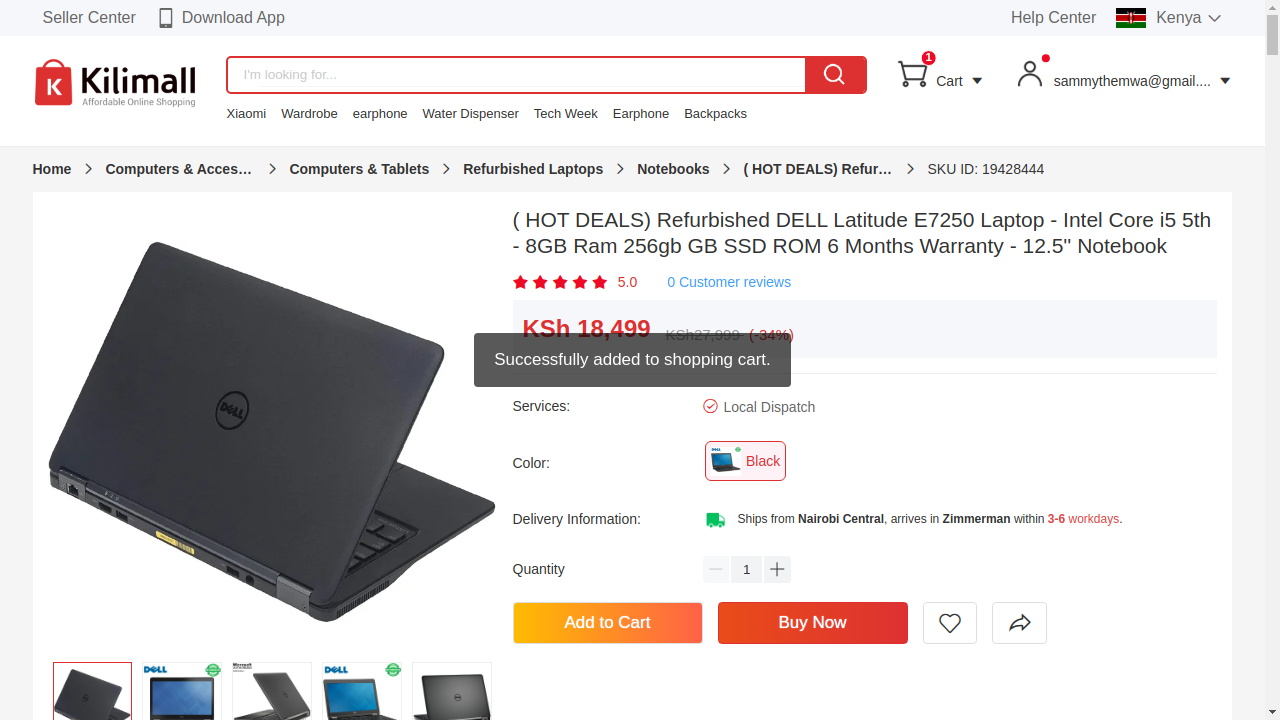 Seller Center
Download App
Help Center
Kenya
Kilimall
Affordable Online Shopping
I'm looking for...
1
Cart
sammythemwa@gmail....
Xiaomi Wardrobe earphone Water Dispenser Tech Week Earphone Backpacks
Home > Computers & Acces… > Computers & Tablets > Refurbished Laptops > Notebooks > ( HOT DEALS) Refur… > SKU ID: 19428444
( HOT DEALS) Refurbished DELL Latitude E7250 Laptop - Intel Core i5 5th
- 8GB Ram 256gb GB SSD ROM 6 Months Warranty - 12.5'' Notebook
5.0 0 Customer reviews
KSh 18,499 KSh27,999 (-34%)
Successfully added to shopping cart.
Services: Local Dispatch
Color: Black
Delivery Information: Ships from Nairobi Central, arrives in Zimmerman within 3-6 workdays.
Quantity 1
Add to Cart Buy Now
DELL
DELL
DELL